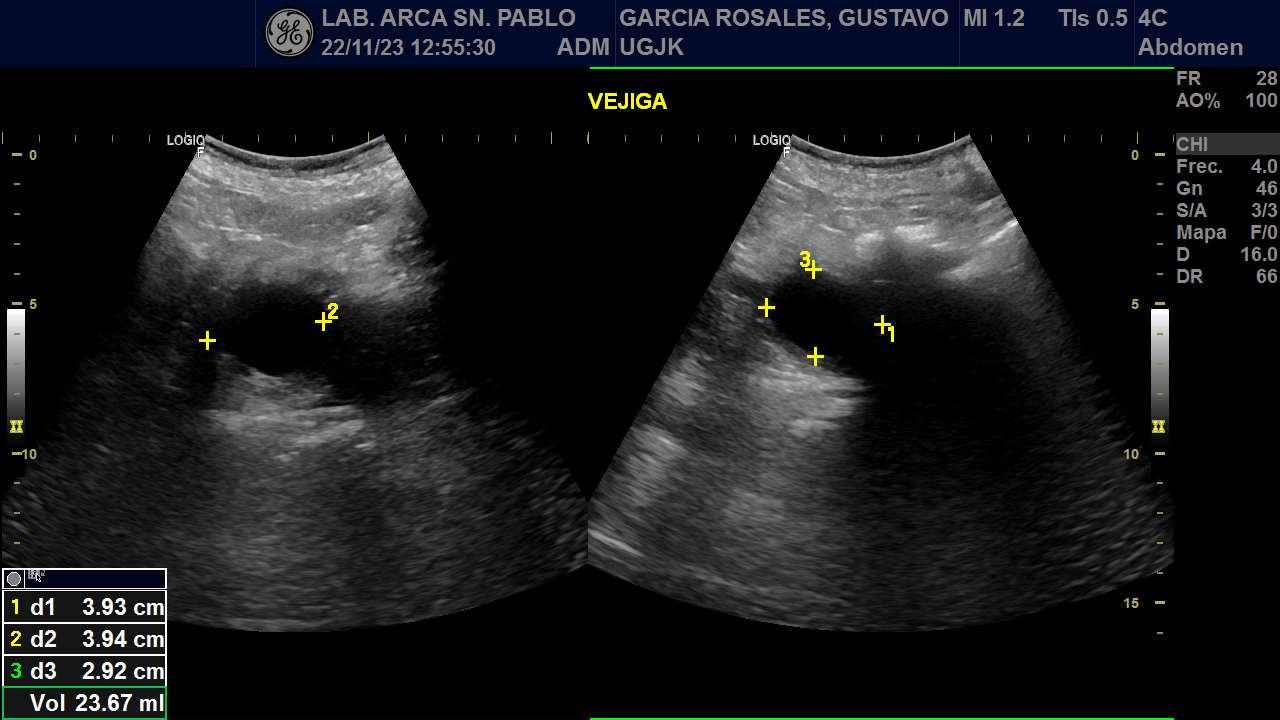 LAB. ARCA SN. PABLO
22/11/23 12:55:30 ADM
GARCIA ROSALES, GUSTAVO
UGJK
MI 1.2 TIs 0.5
4C
Abdomen
VEJIGA
FR 28
AO% 100
CHI
Frec. 4.0
Gn 46
S/A 3/3
Mapa F/0
D 16.0
DR 66
LOGIQ
F
0
5
10
2
LOGIQ
F
0
5
10
15
3
1
1 d1 3.93 cm
2 d2 3.94 cm
3 d3 2.92 cm
Vol 23.67 ml